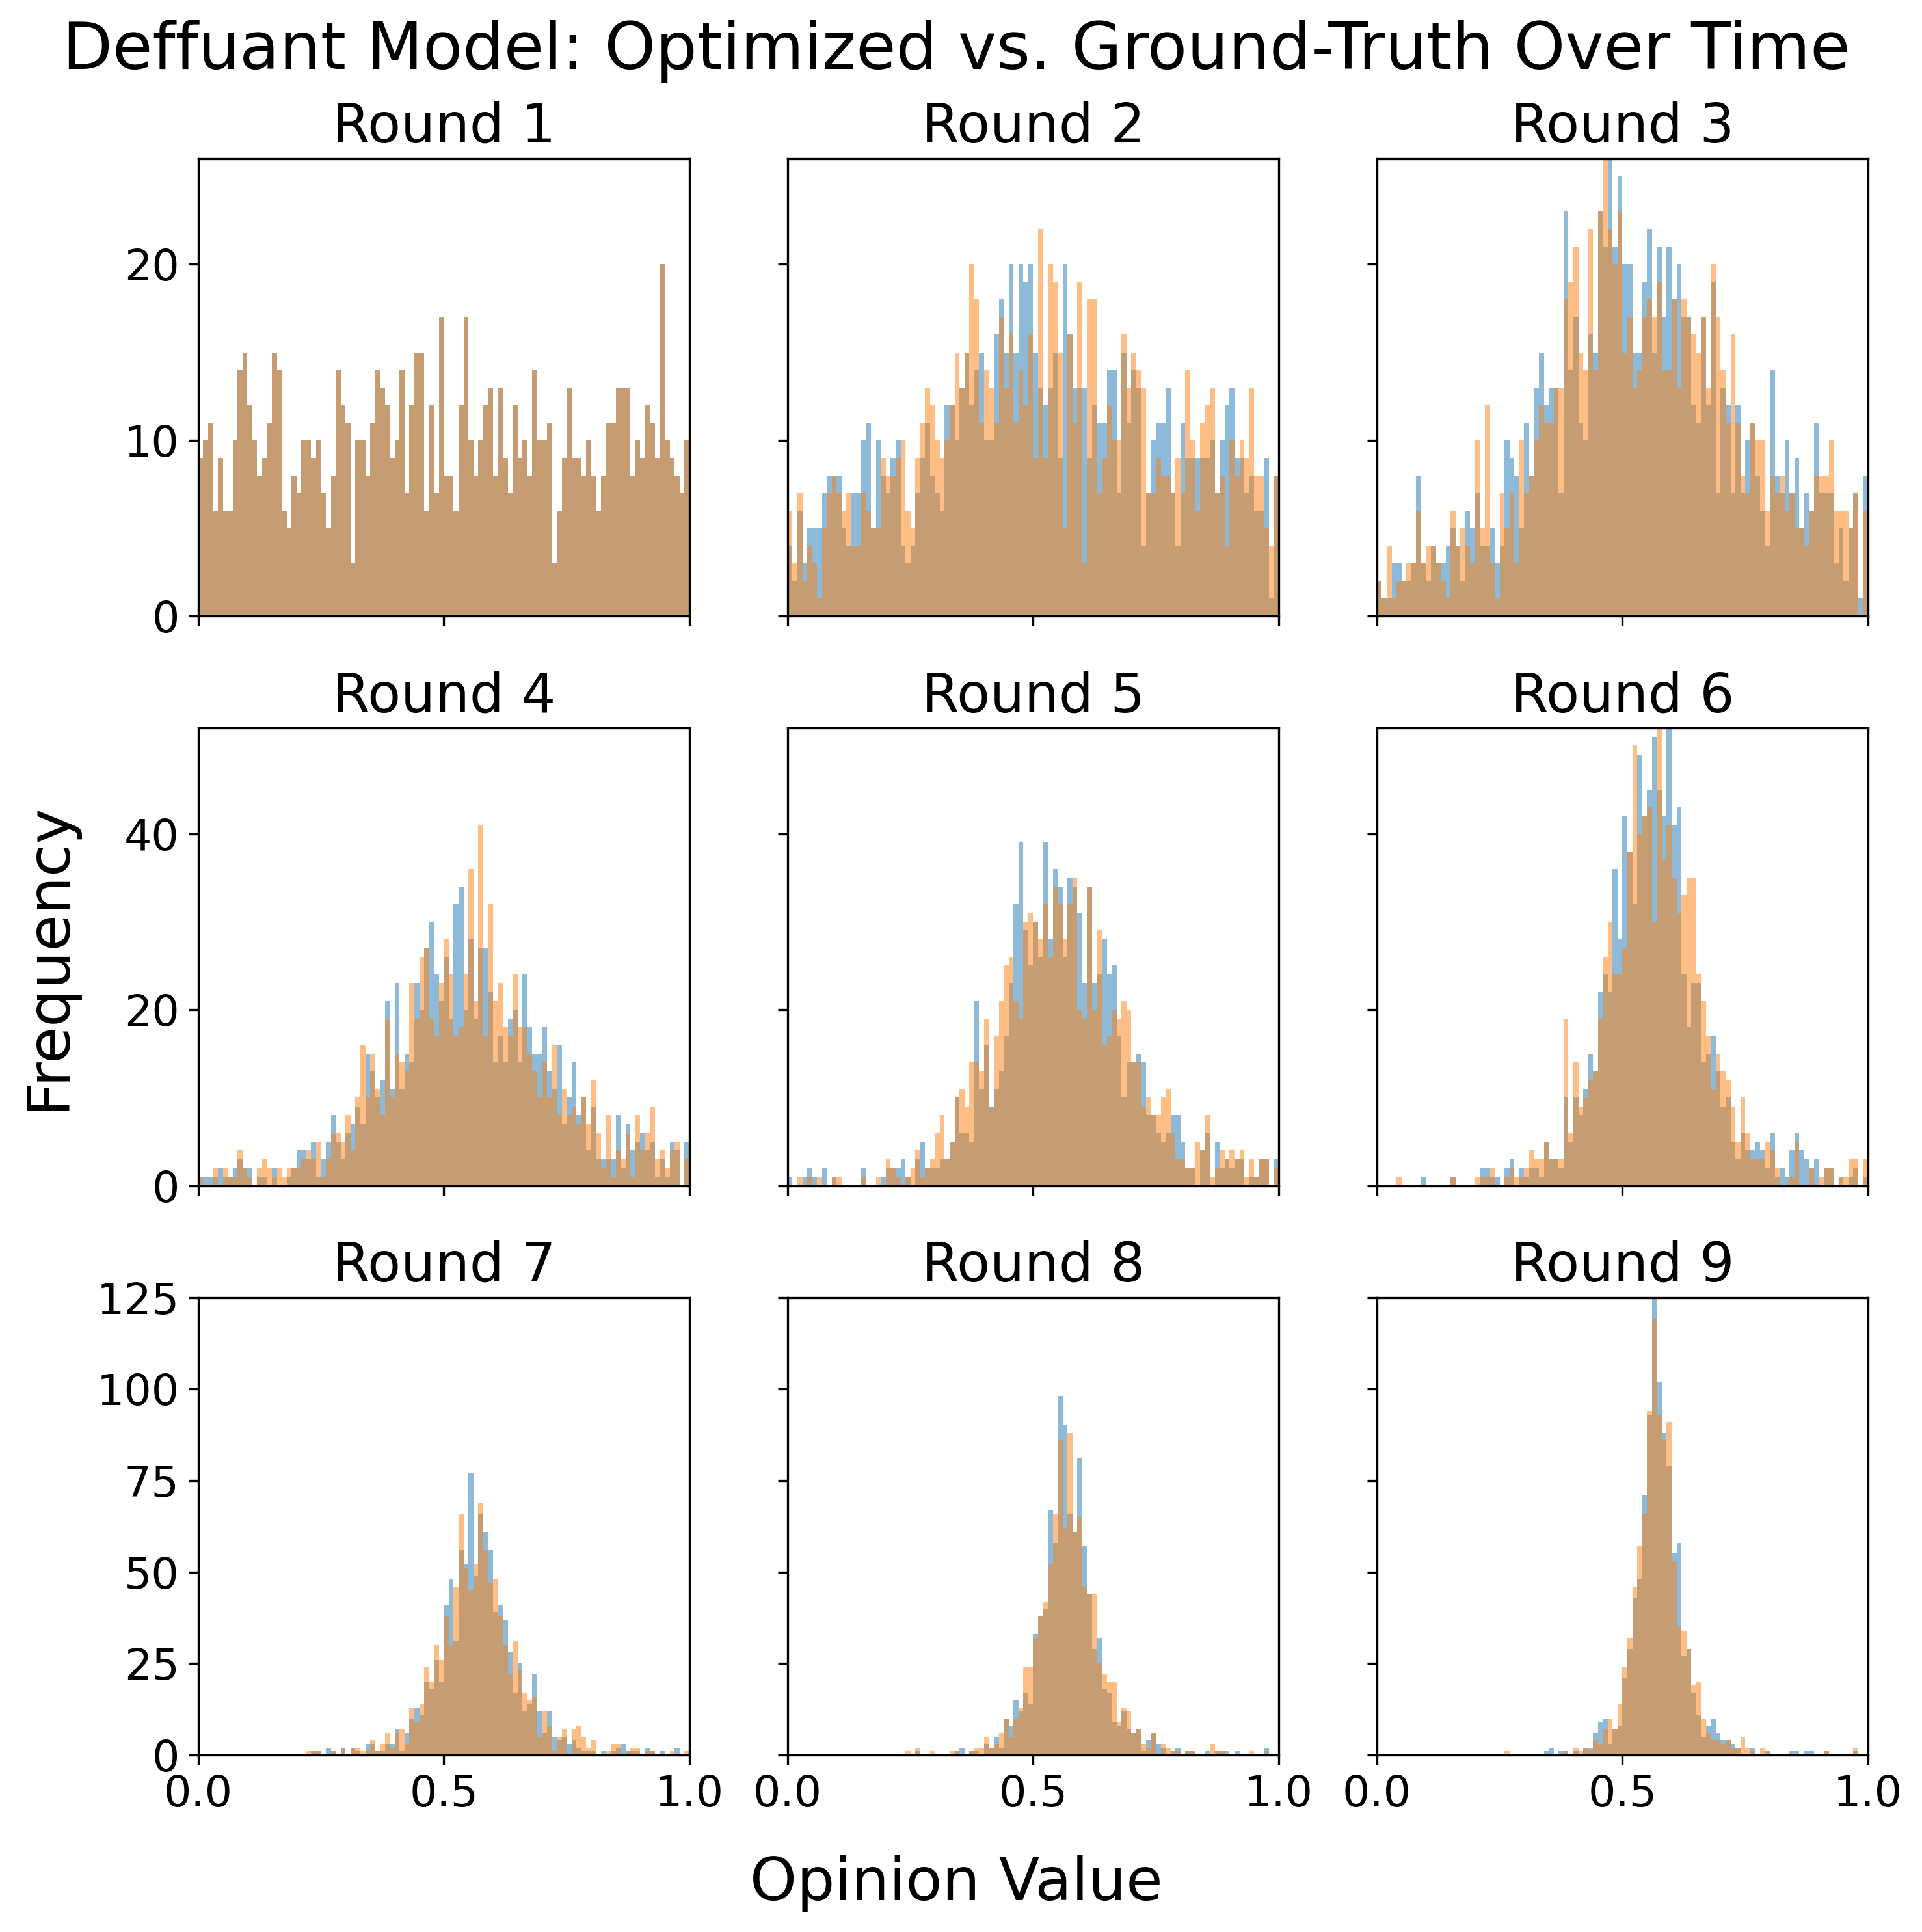 Deffuant Model: Optimized vs. Ground-Truth Over Time
Round 1
Round 2
Round 3
20
10
0
Round 4
Round 5
Round 6
Frequency
40
20
0
Round 7
Round 8
Round 9
125
100
75
50
25
0
0.0 0.5 1.0 0.0 0.5 1.0 0.0 0.5 1.0
Opinion Value